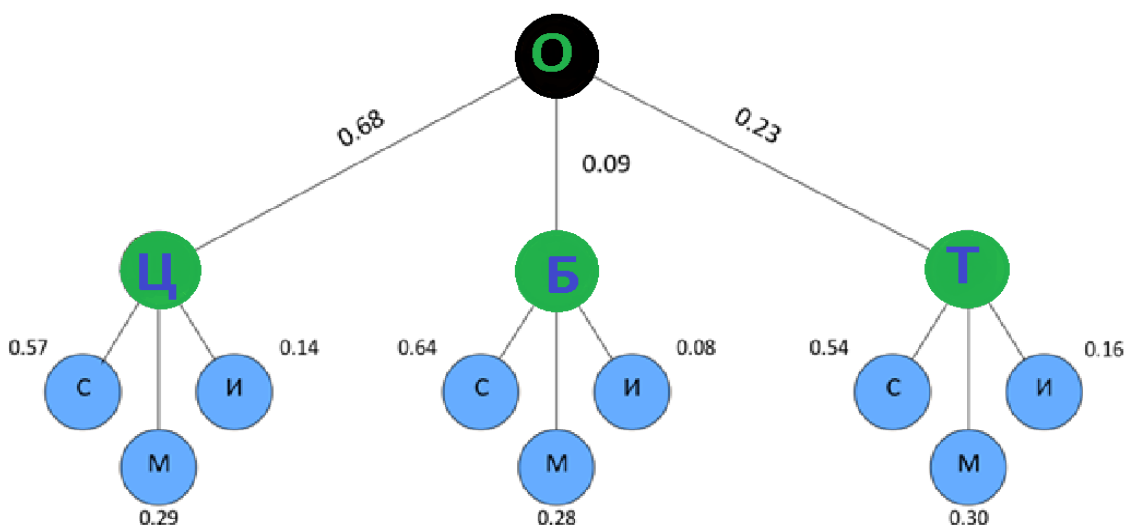 О
0.68
0.09
0.23
Ц
Б
Т
0.57
0.14
0.64
0.08
0.54
0.16
С И
С И
С И
М
М
М
0.29
0.28
0.30